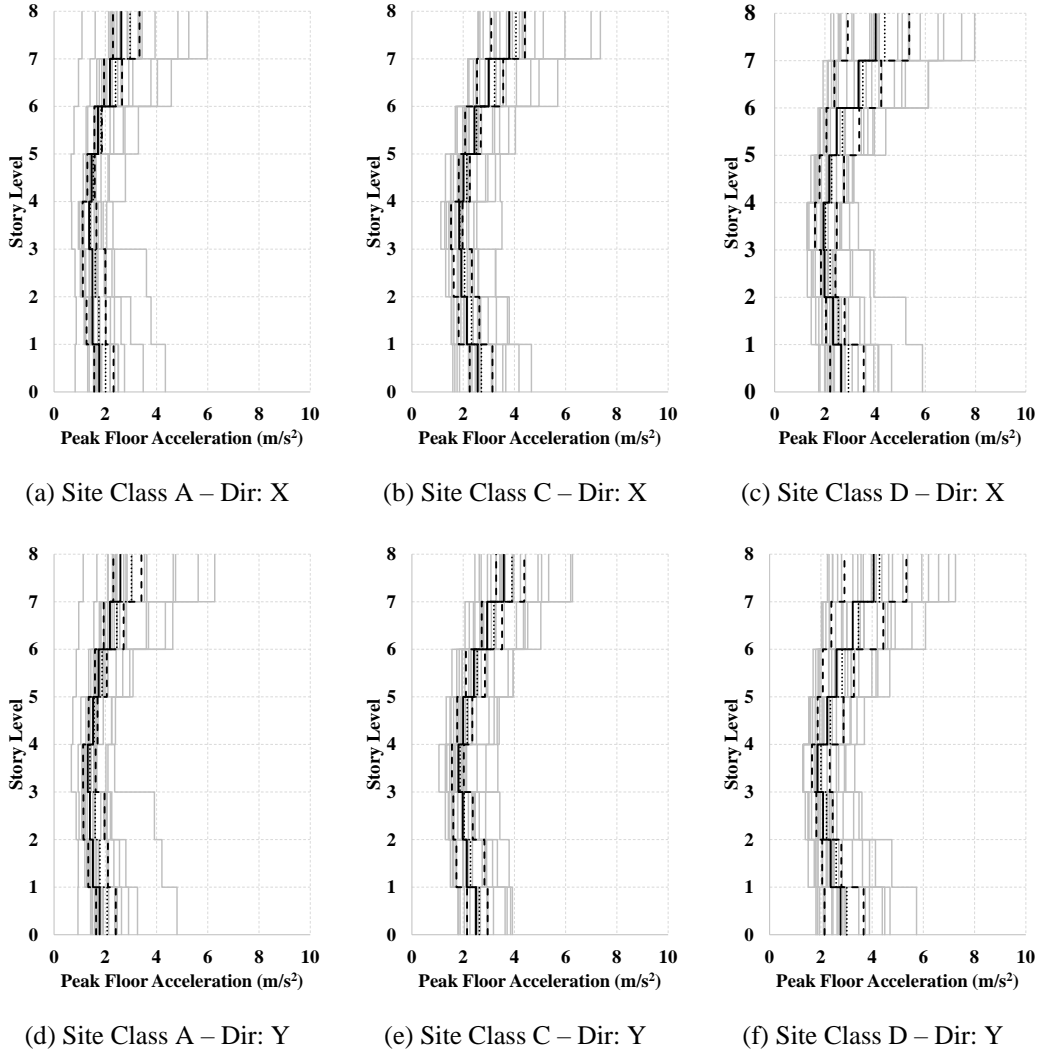 8
7
6
5
4
3
2
1
0
Story Level
0 2 4 6 8 10
Peak Floor Acceleration (m/s²)
(a) Site Class A – Dir: X
8
7
6
5
4
3
2
1
0
Story Level
0 2 4 6 8 10
Peak Floor Acceleration (m/s²)
(b) Site Class C – Dir: X
8
7
6
5
4
3
2
1
0
Story Level
0 2 4 6 8 10
Peak Floor Acceleration (m/s²)
(c) Site Class D – Dir: X
8
7
6
5
4
3
2
1
0
Story Level
0 2 4 6 8 10
Peak Floor Acceleration (m/s²)
(d) Site Class A – Dir: Y
8
7
6
5
4
3
2
1
0
Story Level
0 2 4 6 8 10
Peak Floor Acceleration (m/s²)
(e) Site Class C – Dir: Y
8
7
6
5
4
3
2
1
0
Story Level
0 2 4 6 8 10
Peak Floor Acceleration (m/s²)
(f) Site Class D – Dir: Y